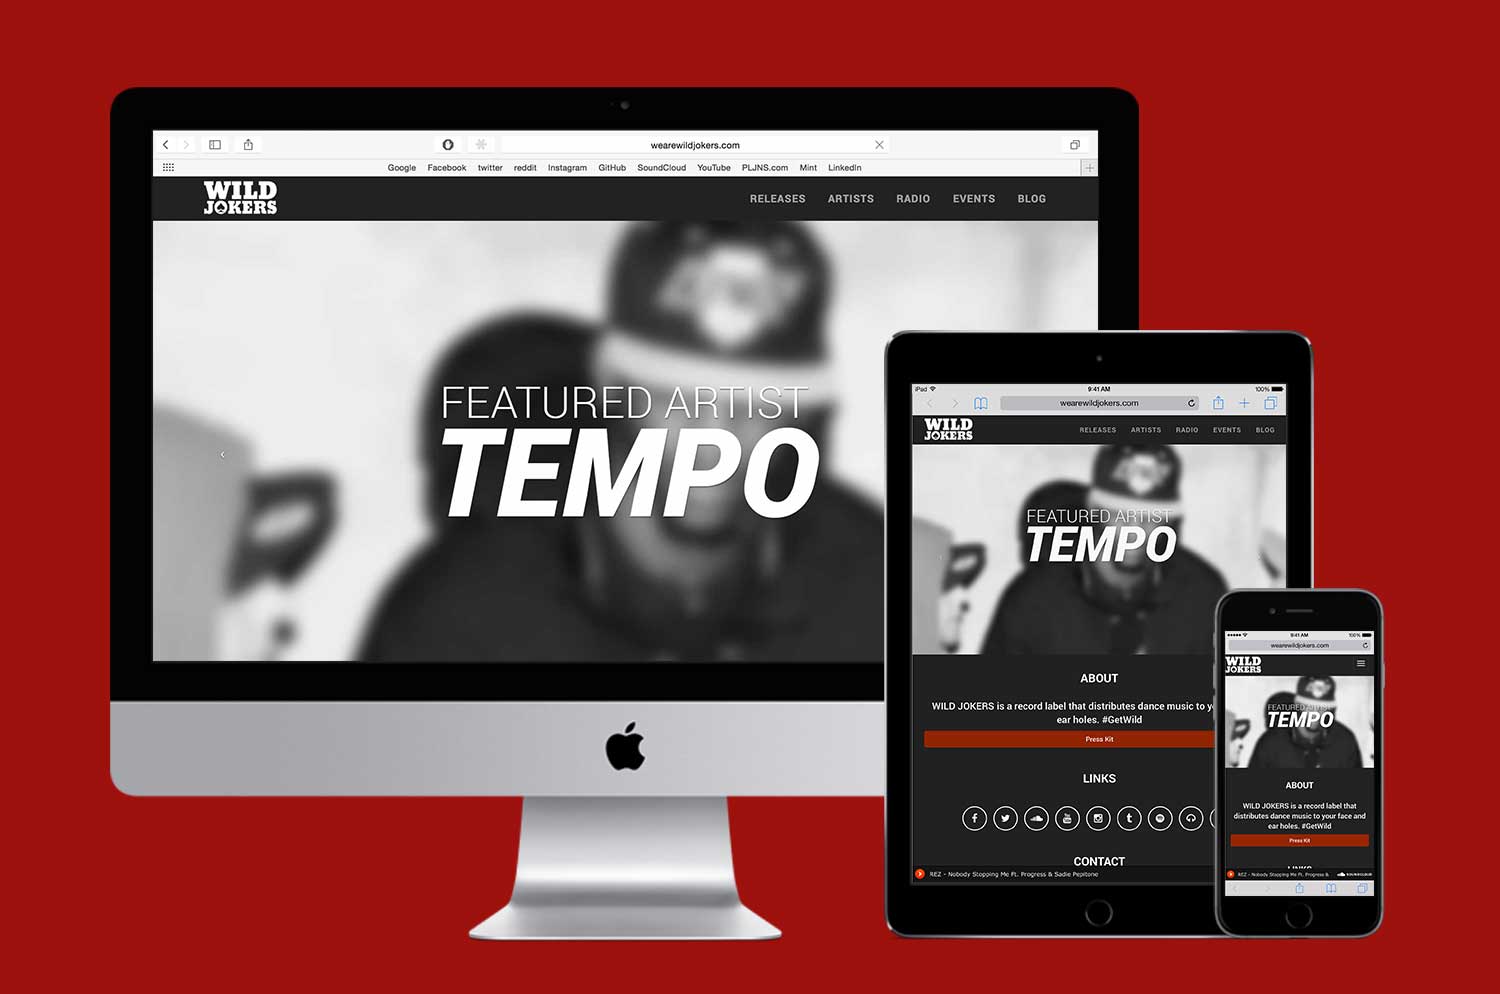 wearewildjokers.com
Google Facebook twitter reddit Instagram GitHub SoundCloud YouTube PLJNS.com Mint LinkedIn
WILD
JOKERS
RELEASES ARTISTS RADIO EVENTS BLOG
FEATURED ARTIST
TEMPO
iPad 9:41 AM 100%
wearewildjokers.com
WILD
JOKERS
RELEASES ARTISTS RADIO EVENTS BLOG
FEATURED ARTIST
TEMPO
ABOUT
WILD JOKERS is a record label that distributes dance music to
ear holes. #GetWild
Press Kit
LINKS
CONTACT
REZ - Nobody Stopping Me Ft. Progress & Sadie Pepitone
9:41 AM 100%
wearewildjokers.com
WILD
JOKERS
FEATURED ARTIST
TEMPO
ABOUT
WILD JOKERS is a record label that
distributes dance music to your face and
ear holes. #GetWild
Press Kit
LINKS
REZ - Nobody Stopping Me Ft. Progress & SOUNDCLOUD